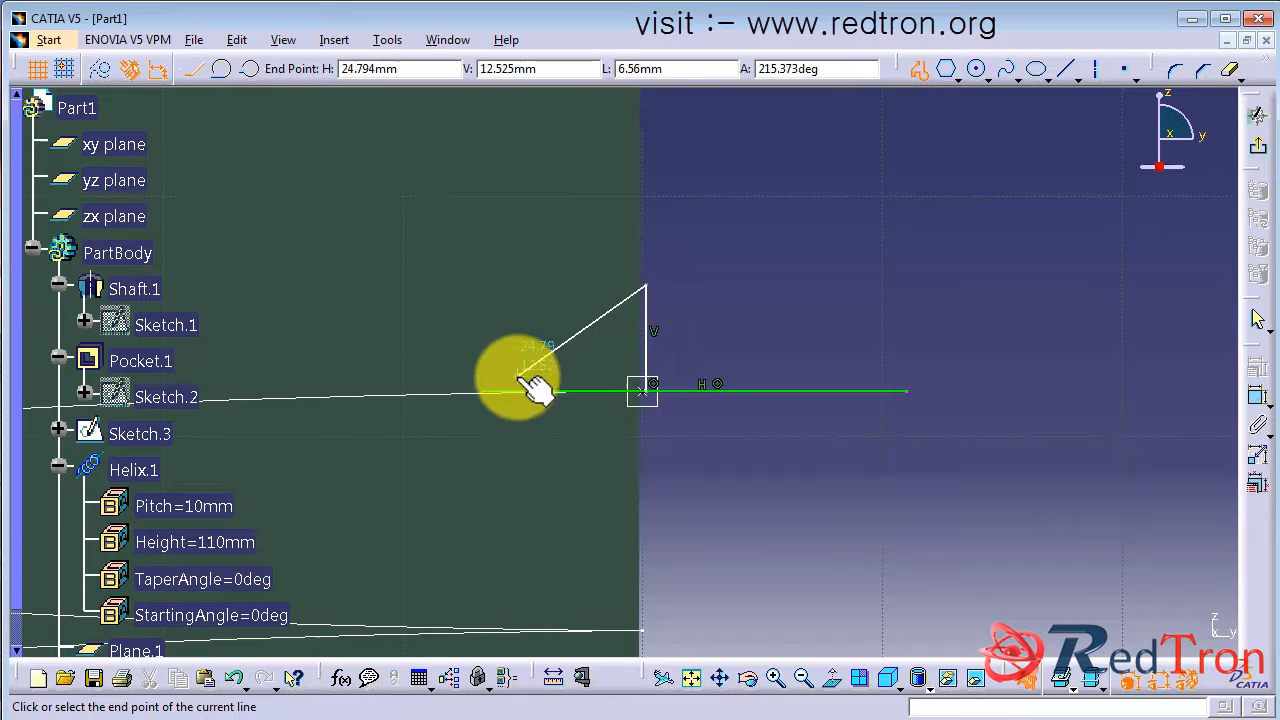 CATIA V5 - [Part1]
visit :- www.redtron.org
Start ENOVIA V5 VPM File Edit View Insert Tools Window Help
End Point: H: 24.794mm V: 12.525mm L: 6.56mm A: 215.373deg
Part1
xy plane
yz plane
zx plane
PartBody
Shaft.1
Sketch.1
Pocket.1
Sketch.2
Sketch.3
Helix.1
Pitch=10mm
Height=110mm
TaperAngle=0deg
StartingAngle=0deg
Plane.1
z
x y
24.79
V
H
z
x y
RedTron
CATIA
Click or select the end point of the current line